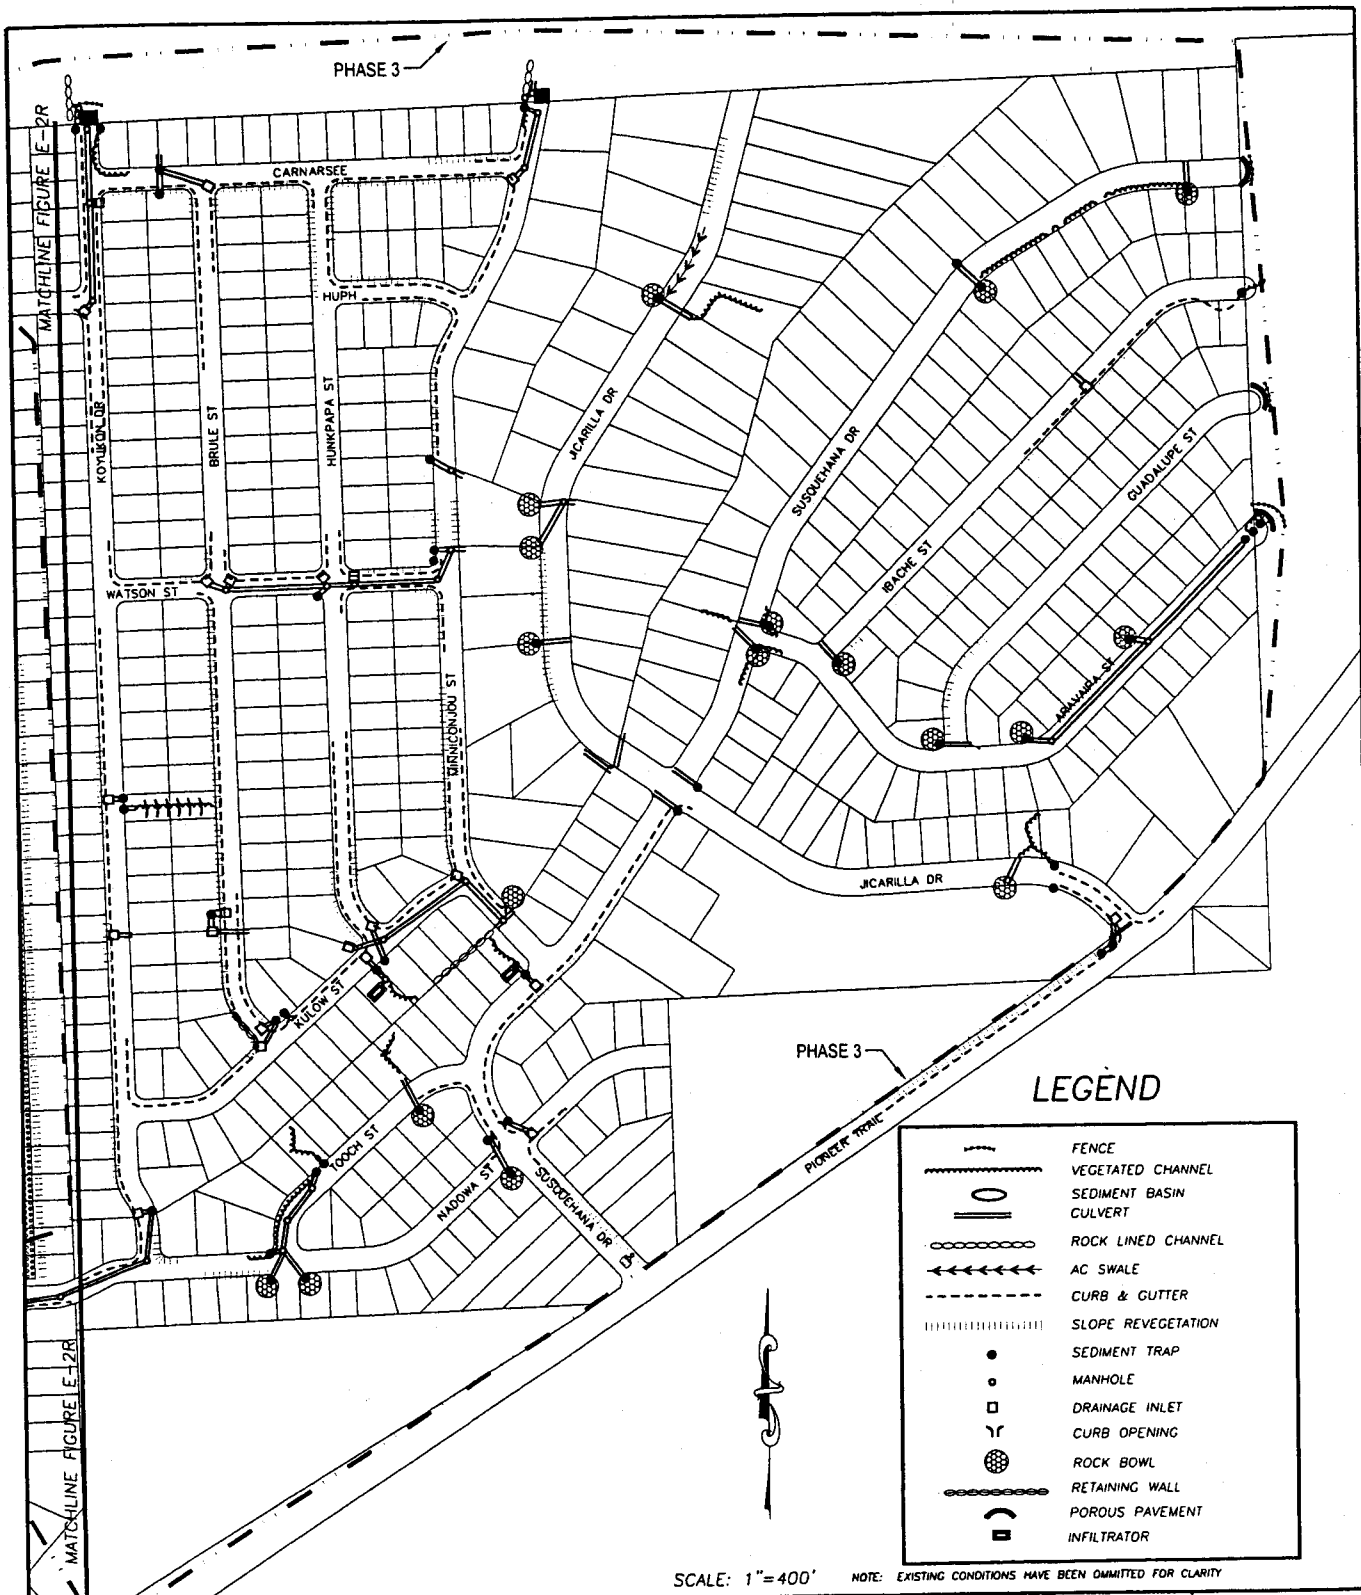 PHASE 3
MATCHLINE FIGURE E-2R
CARNARSEE
HUPH
KOYUKON DR
BRULE ST
HUNKPAPA ST
JICARILLA DR
SUSQUEHANA DR
GUADALUPE ST
IBACHE ST
WATSON ST
MINNICONJOU ST
ARAVAIPA ST
JICARILLA DR
KULOW ST
TOOCH ST
NADOWA ST
SUSQUEHANA DR
PHASE 3
PIONEER TRAIL
MATCHLINE FIGURE E-2R
LEGEND
FENCE
VEGETATED CHANNEL
SEDIMENT BASIN
CULVERT
ROCK LINED CHANNEL
AC SWALE
CURB & GUTTER
SLOPE REVEGETATION
SEDIMENT TRAP
MANHOLE
DRAINAGE INLET
CURB OPENING
ROCK BOWL
RETAINING WALL
POROUS PAVEMENT
INFILTRATOR
SCALE: 1"=400'
NOTE: EXISTING CONDITIONS HAVE BEEN OMMITTED FOR CLARITY